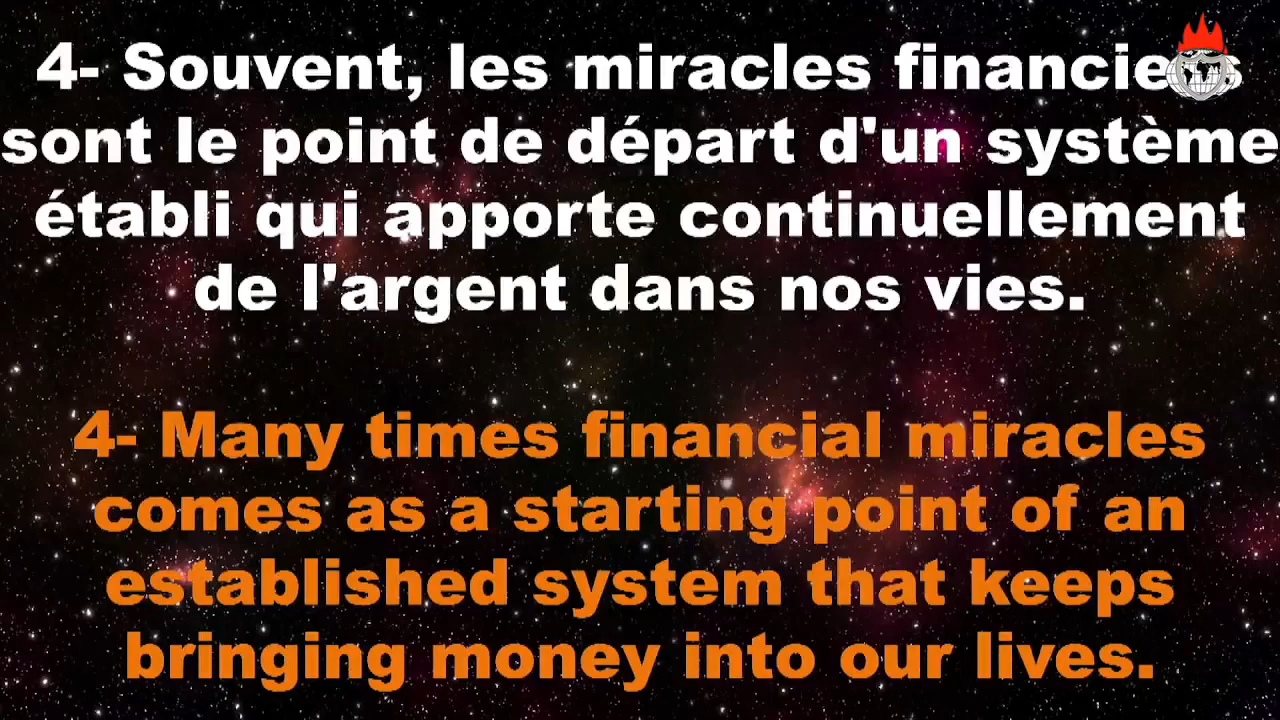 4- Souvent, les miracles financiers
sont le point de départ d'un système
établi qui apporte continuellement
de l'argent dans nos vies.
4- Many times financial miracles
comes as a starting point of an
established system that keeps
bringing money into our lives.